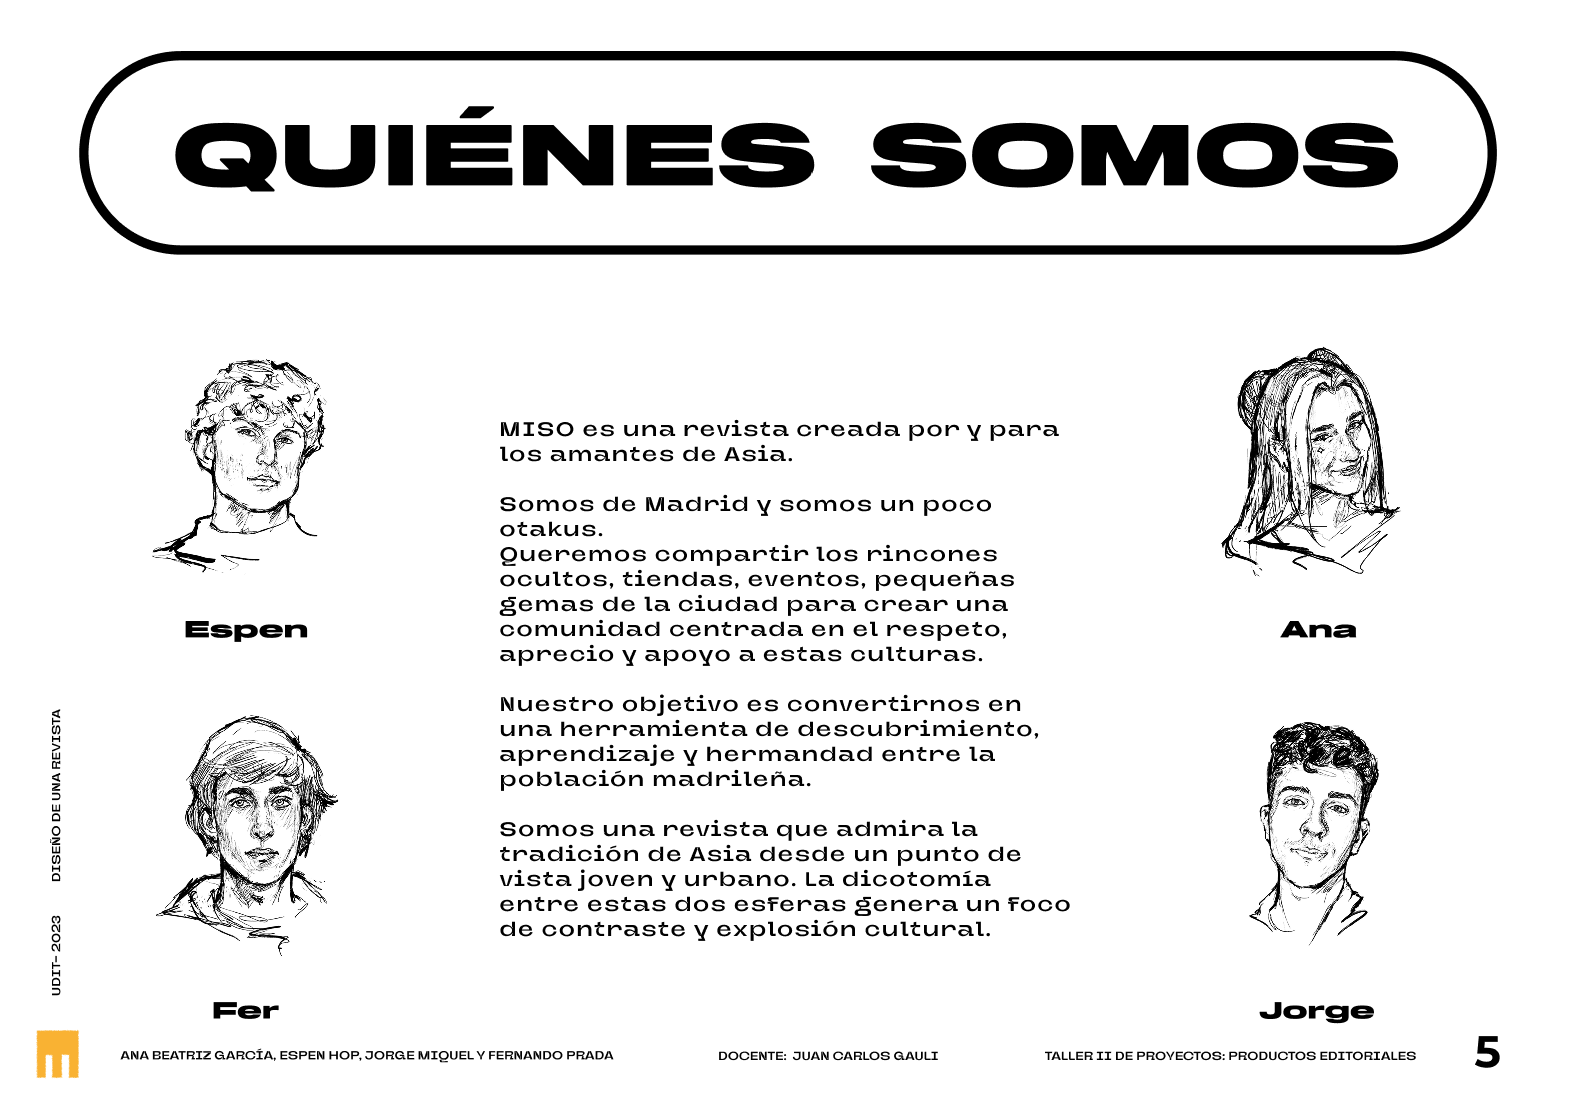 QUIÉNES SOMOS
Espen
Fer
MISO es una revista creada por y para
los amantes de Asia.
Somos de Madrid y somos un poco
otakus.
Queremos compartir los rincones
ocultos, tiendas, eventos, pequeñas
gemas de la ciudad para crear una
comunidad centrada en el respeto,
aprecio y apoyo a estas culturas.
Nuestro objetivo es convertirnos en
una herramienta de descubrimiento,
aprendizaje y hermandad entre la
población madrileña.
Somos una revista que admira la
tradición de Asia desde un punto de
vista joven y urbano. La dicotomía
entre estas dos esferas genera un foco
de contraste y explosión cultural.
Ana
Jorge
UDIT- 2023 DISEÑO DE UNA REVISTA
ANA BEATRIZ GARCÍA, ESPEN HOP, JORGE MIQUEL Y FERNANDO PRADA
DOCENTE: JUAN CARLOS GAULI
TALLER II DE PROYECTOS: PRODUCTOS EDITORIALES
5